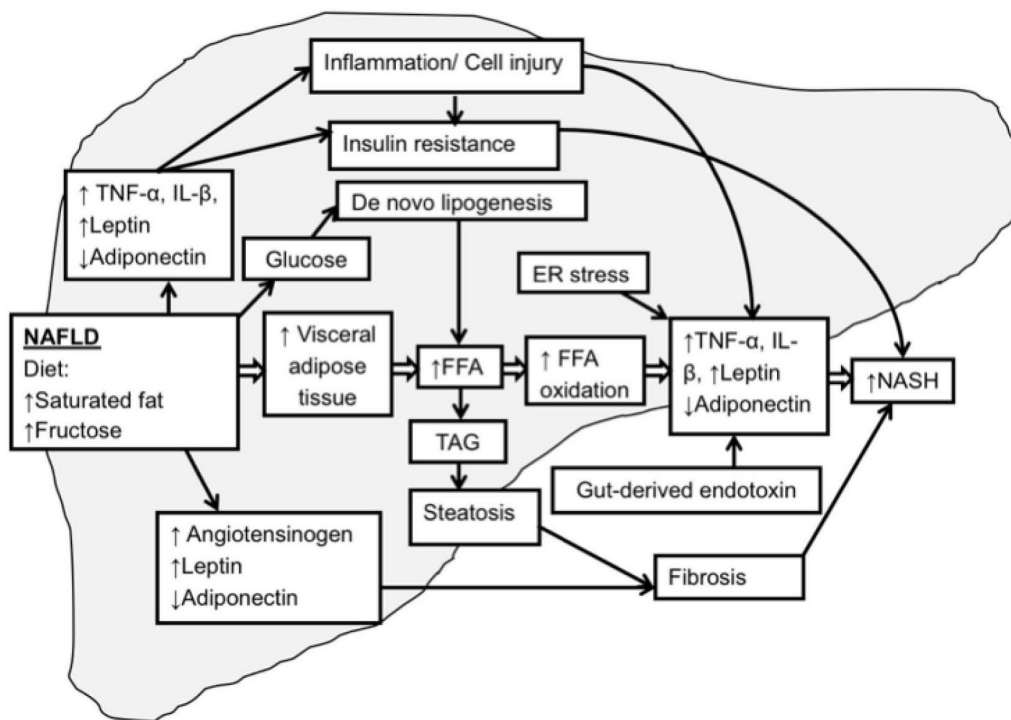 Inflammation/ Cell injury
Insulin resistance
↑ TNF-α, IL-β,
↑Leptin
↓Adiponectin
De novo lipogenesis
Glucose
ER stress
NAFLD
Diet:
↑Saturated fat
↑Fructose
↑ Visceral
adipose
tissue
↑FFA
↑ FFA
oxidation
↑TNF-α, IL-
β, ↑Leptin
↓Adiponectin
↑NASH
TAG
Steatosis
Gut-derived endotoxin
↑ Angiotensinogen
↑Leptin
↓Adiponectin
Fibrosis